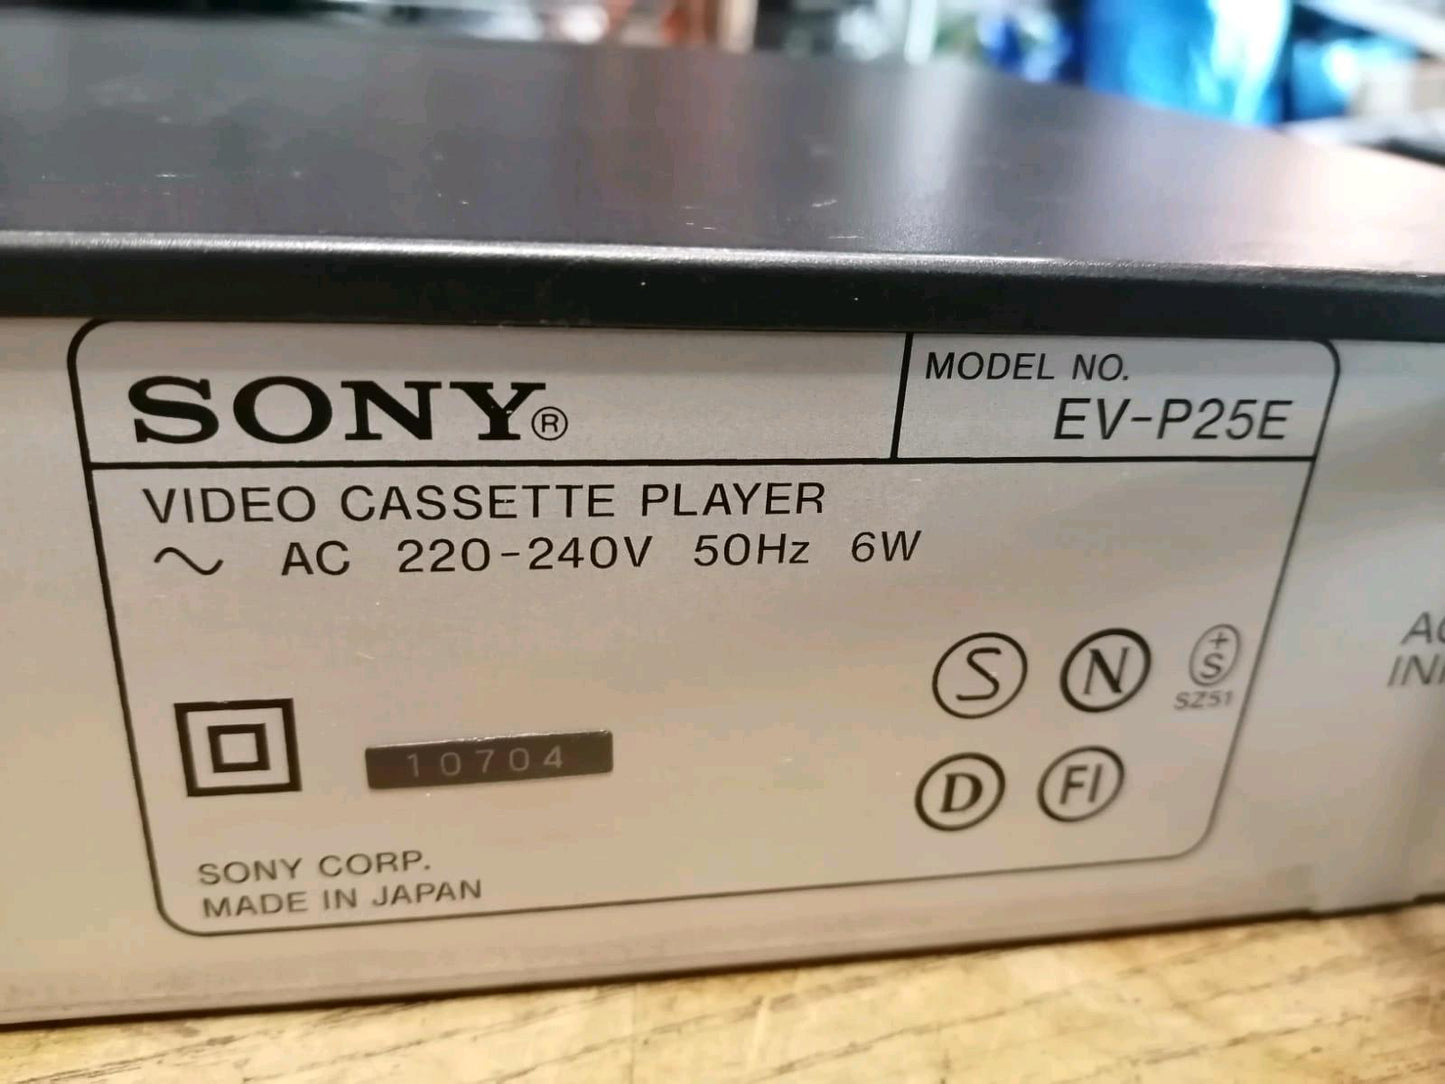 SONY®
MODEL NO.
EV-P25E
VIDEO CASSETTE PLAYER
~ AC 220-240V 50Hz 6W
S N +S
SZ51
10704
D FI
SONY CORP.
MADE IN JAPAN